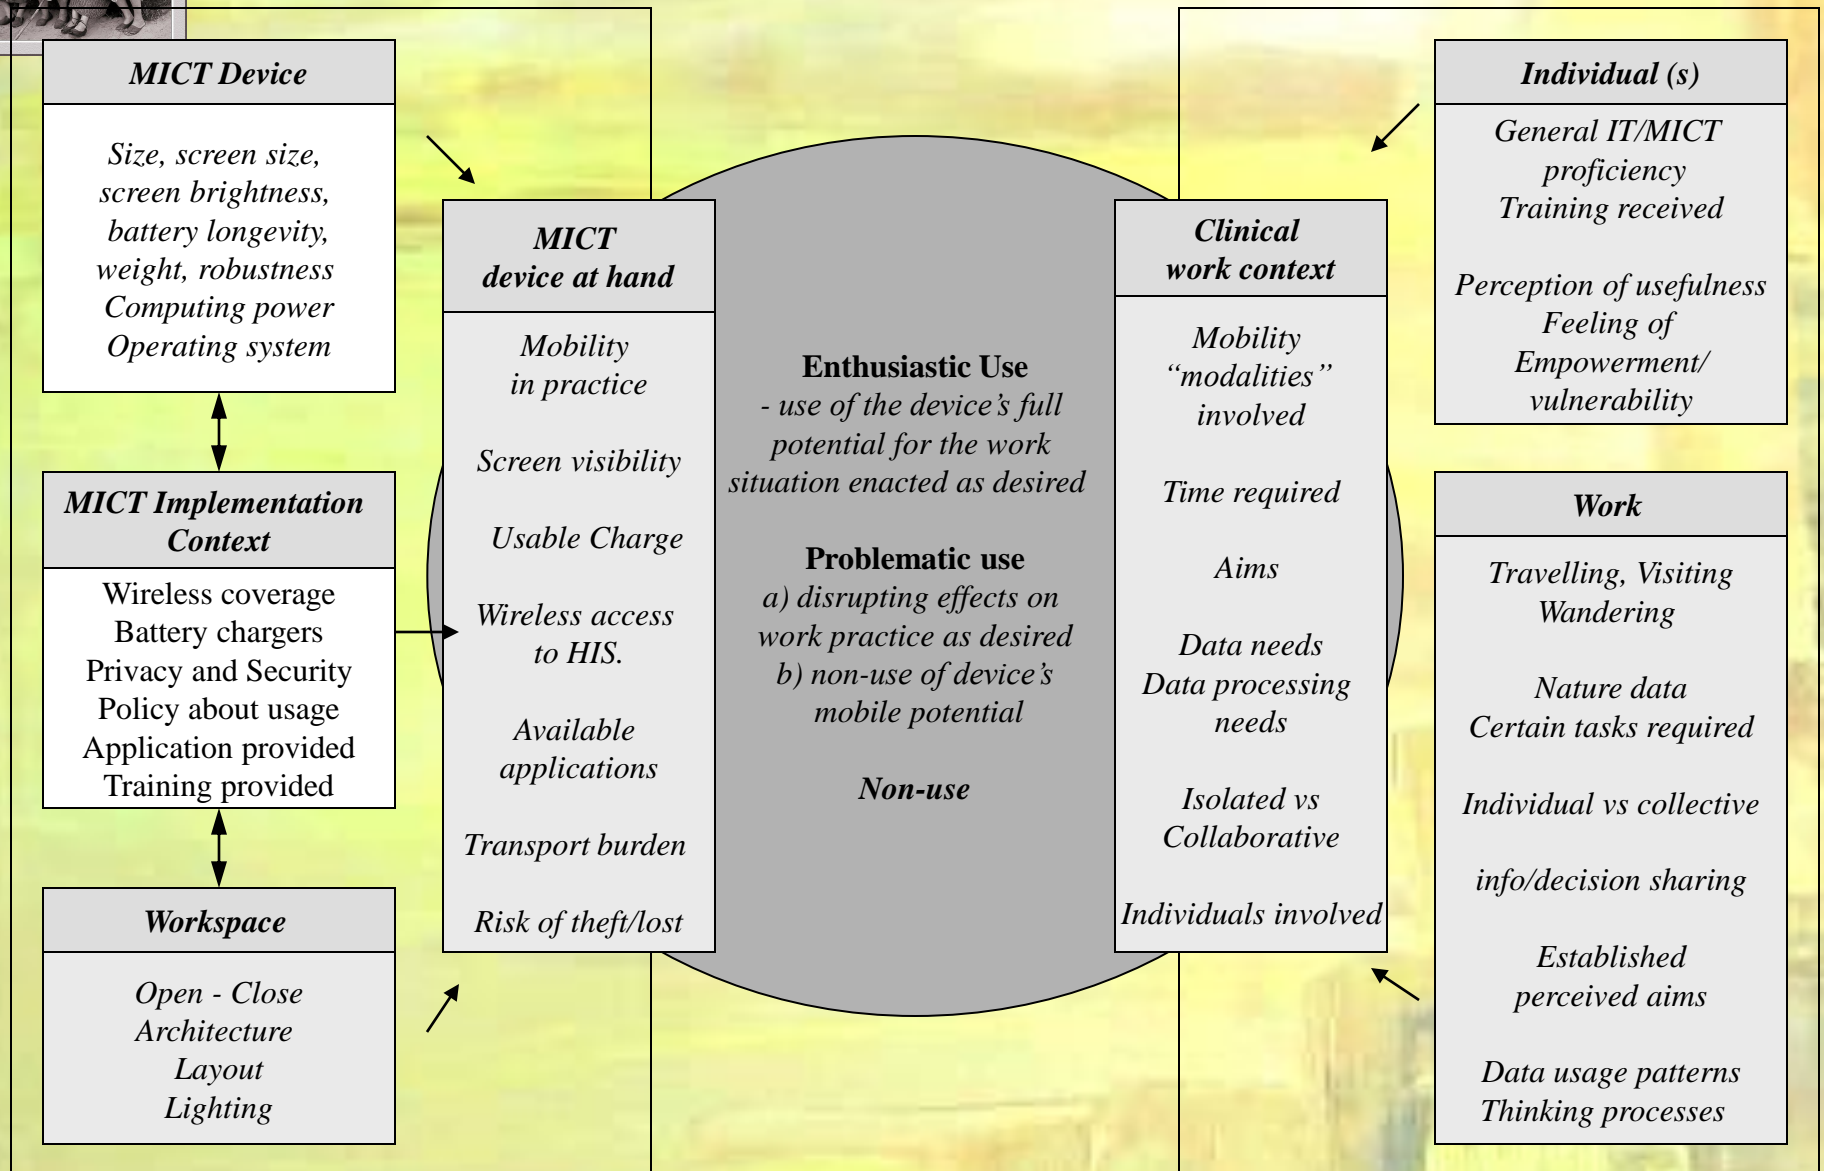 MICT Device
Size, screen size,
screen brightness,
battery longevity,
weight, robustness
Computing power
Operating system
MICT Implementation
Context
Wireless coverage
Battery chargers
Privacy and Security
Policy about usage
Application provided
Training provided
Workspace
Open - Close
Architecture
Layout
Lighting
MICT
device at hand
Mobility
in practice
Screen visibility
Usable Charge
Wireless access
to HIS.
Available
applications
Transport burden
Risk of theft/lost
Enthusiastic Use
- use of the device’s full
potential for the work
situation enacted as desired
Problematic use
a) disrupting effects on
work practice as desired
b) non-use of device’s
mobile potential
Non-use
Clinical
work context
Mobility
“modalities”
involved
Time required
Aims
Data needs
Data processing
needs
Isolated vs
Collaborative
Individuals involved
Individual (s)
General IT/MICT
proficiency
Training received
Perception of usefulness
Feeling of
Empowerment/
vulnerability
Work
Travelling, Visiting
Wandering
Nature data
Certain tasks required
Individual vs collective
info/decision sharing
Established
perceived aims
Data usage patterns
Thinking processes